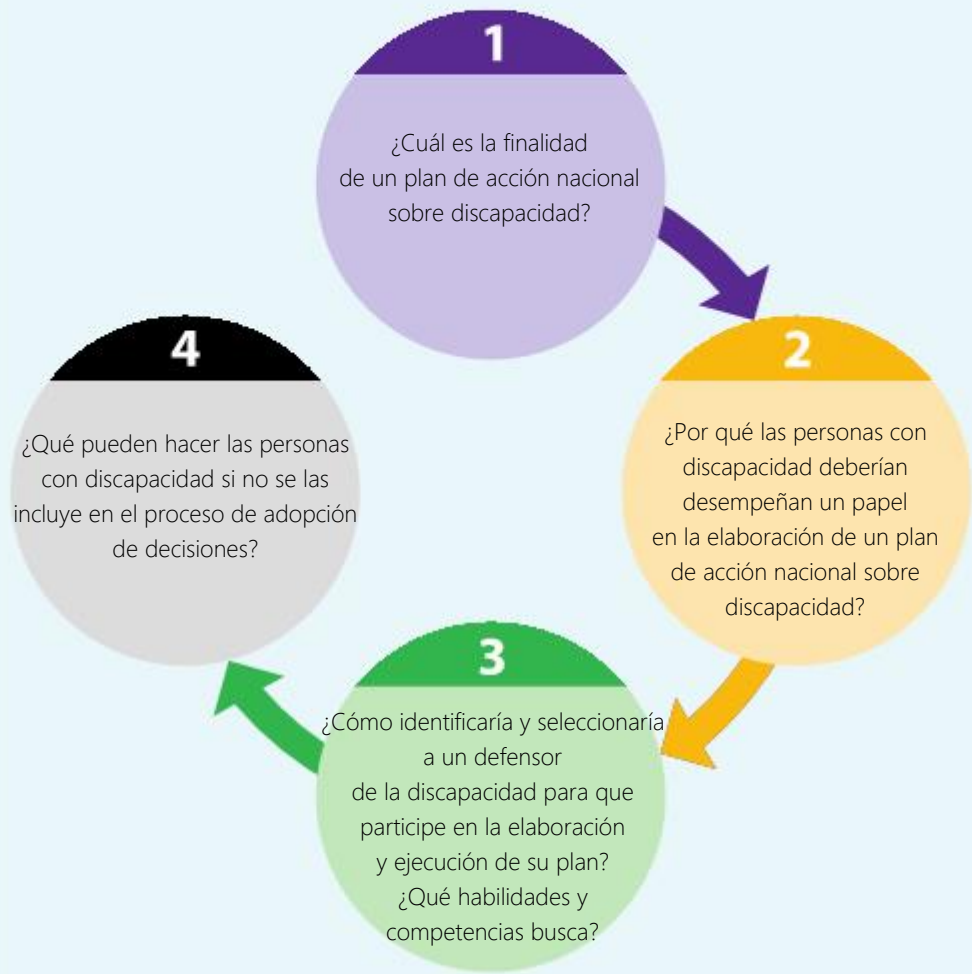 1
¿Cuál es la finalidad
de un plan de acción nacional
sobre discapacidad?
2
¿Por qué las personas con
discapacidad deberían
desempeñan un papel
en la elaboración de un plan
de acción nacional sobre
discapacidad?
3
¿Cómo identificaría y seleccionaría
a un defensor
de la discapacidad para que
participe en la elaboración
y ejecución de su plan?
¿Qué habilidades y
competencias busca?
4
¿Qué pueden hacer las personas
con discapacidad si no se las
incluye en el proceso de adopción
de decisiones?